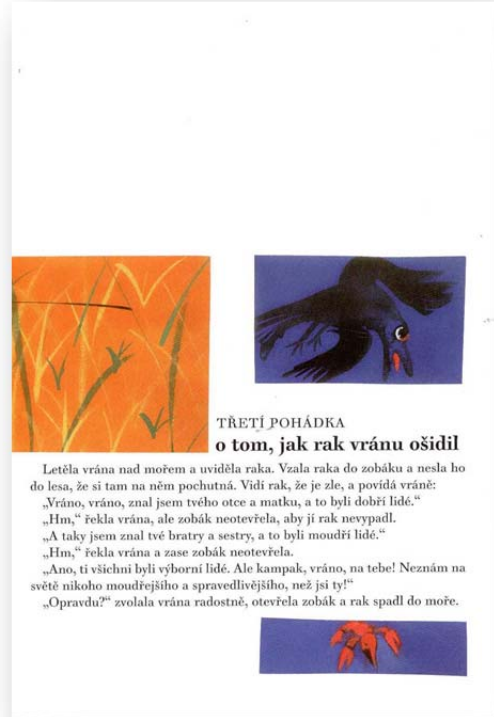 TŘETÍ POHÁDKA
o tom, jak rak vránu ošidil
Letěla vrána nad mořem a uviděla raka. Vzala raka do zobáku a nesla ho
do lesa, že si tam na něm pochutná. Vidí rak, že je zle, a povídá vráně:
„Vráno, vráno, znal jsem tvého otce a matku, a to byli dobří lidé.“
„Hm,“ řekla vrána, ale zobák neotevřela, aby jí rak nevypadl.
„A taky jsem znal tvé bratry a sestry, a to byli moudří lidé.“
„Hm,“ řekla vrána a zase zobák neotevřela.
„Ano, ti všichni byli výborní lidé. Ale kampak, vráno, na tebe! Neznám na
světě nikoho moudřejšího a spravedlivějšího, než jsi ty!“
„Opravdu?“ zvolala vrána radostně, otevřela zobák a rak spadl do moře.